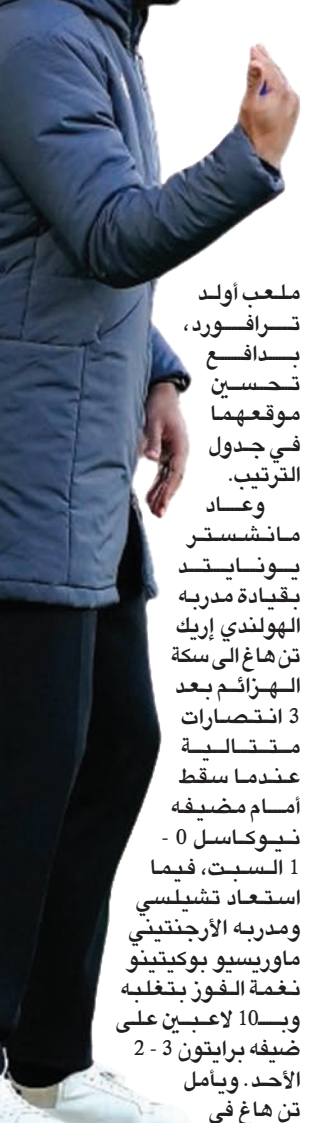 ملعب أولد
ترافورد،
بدافع
تحسين
موقعهما
في جدول
الترتيب.
وعاد
مانشستر
يونايتد
بقيادة مدربه
الهولندي إريك
تن هاغ الى سكة
الهزائم بعد
3 انتصارات
متتالية
عندما سقط
أمام مضيفه
نيوكاسل 0 -
1 السبت، فيما
استعاد تشيلسي
ومدربه الأرجنتيني
ماوريسيو بوكيتينو
نغمة الفوز بتغلبه
وبـ10 لاعبين على
ضيفه برايتون 3 - 2
الأحد. ويأمل
تن هاغ في